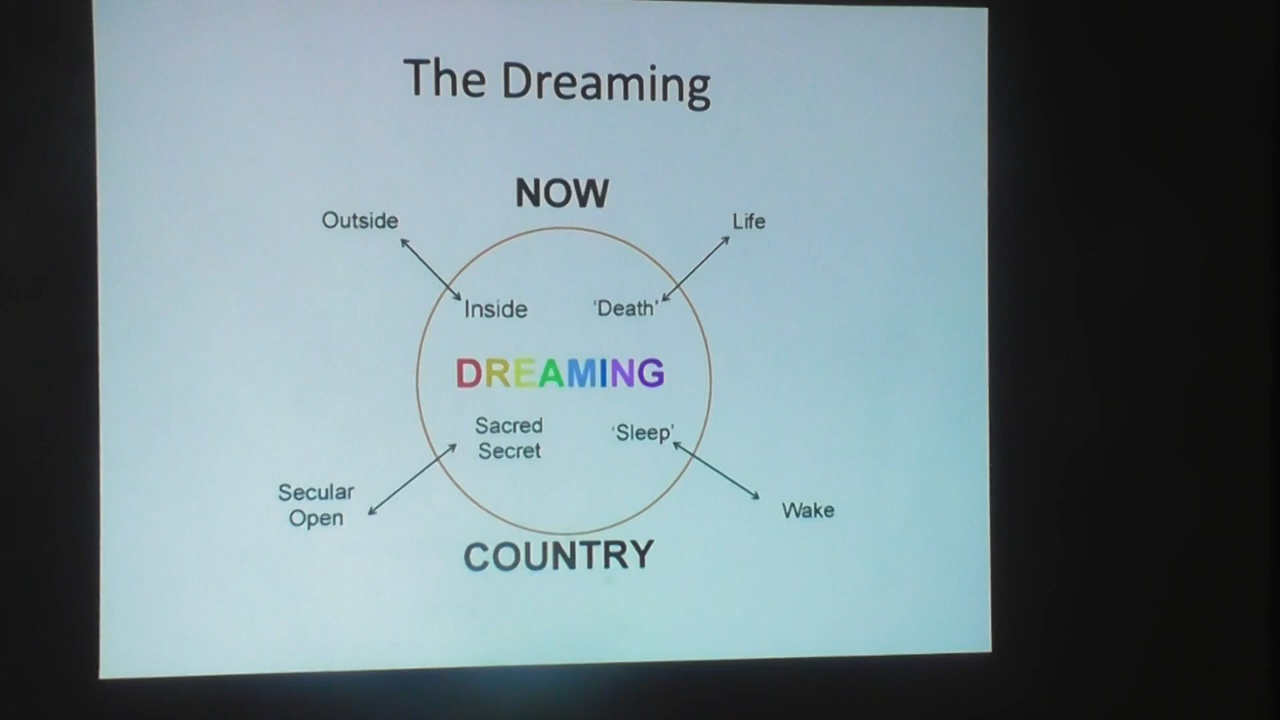 The Dreaming
NOW
Outside
Life
Inside
'Death'
DREAMING
Sacred
Secret
'Sleep'
Secular
Open
Wake
COUNTRY